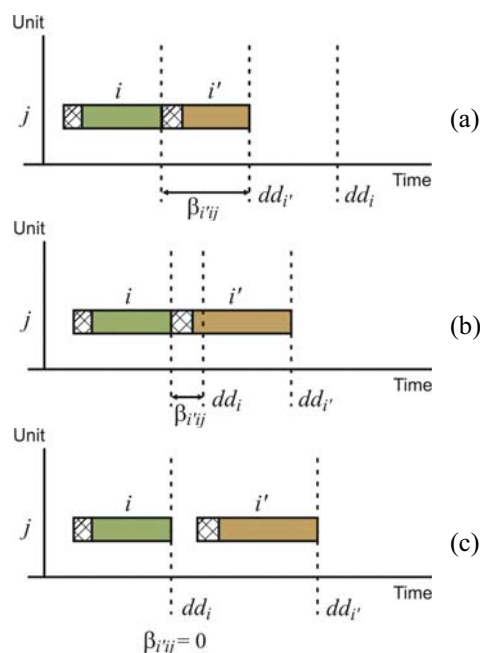 Unit
i
i'
j
(a)
Time
β_{i'ij}
dd_{i'}
dd_i
Unit
i
i'
j
(b)
Time
β_{i'ij}
dd_i
dd_{i'}
Unit
i
i'
j
(c)
Time
dd_i
dd_{i'}
β_{i'ij} = 0